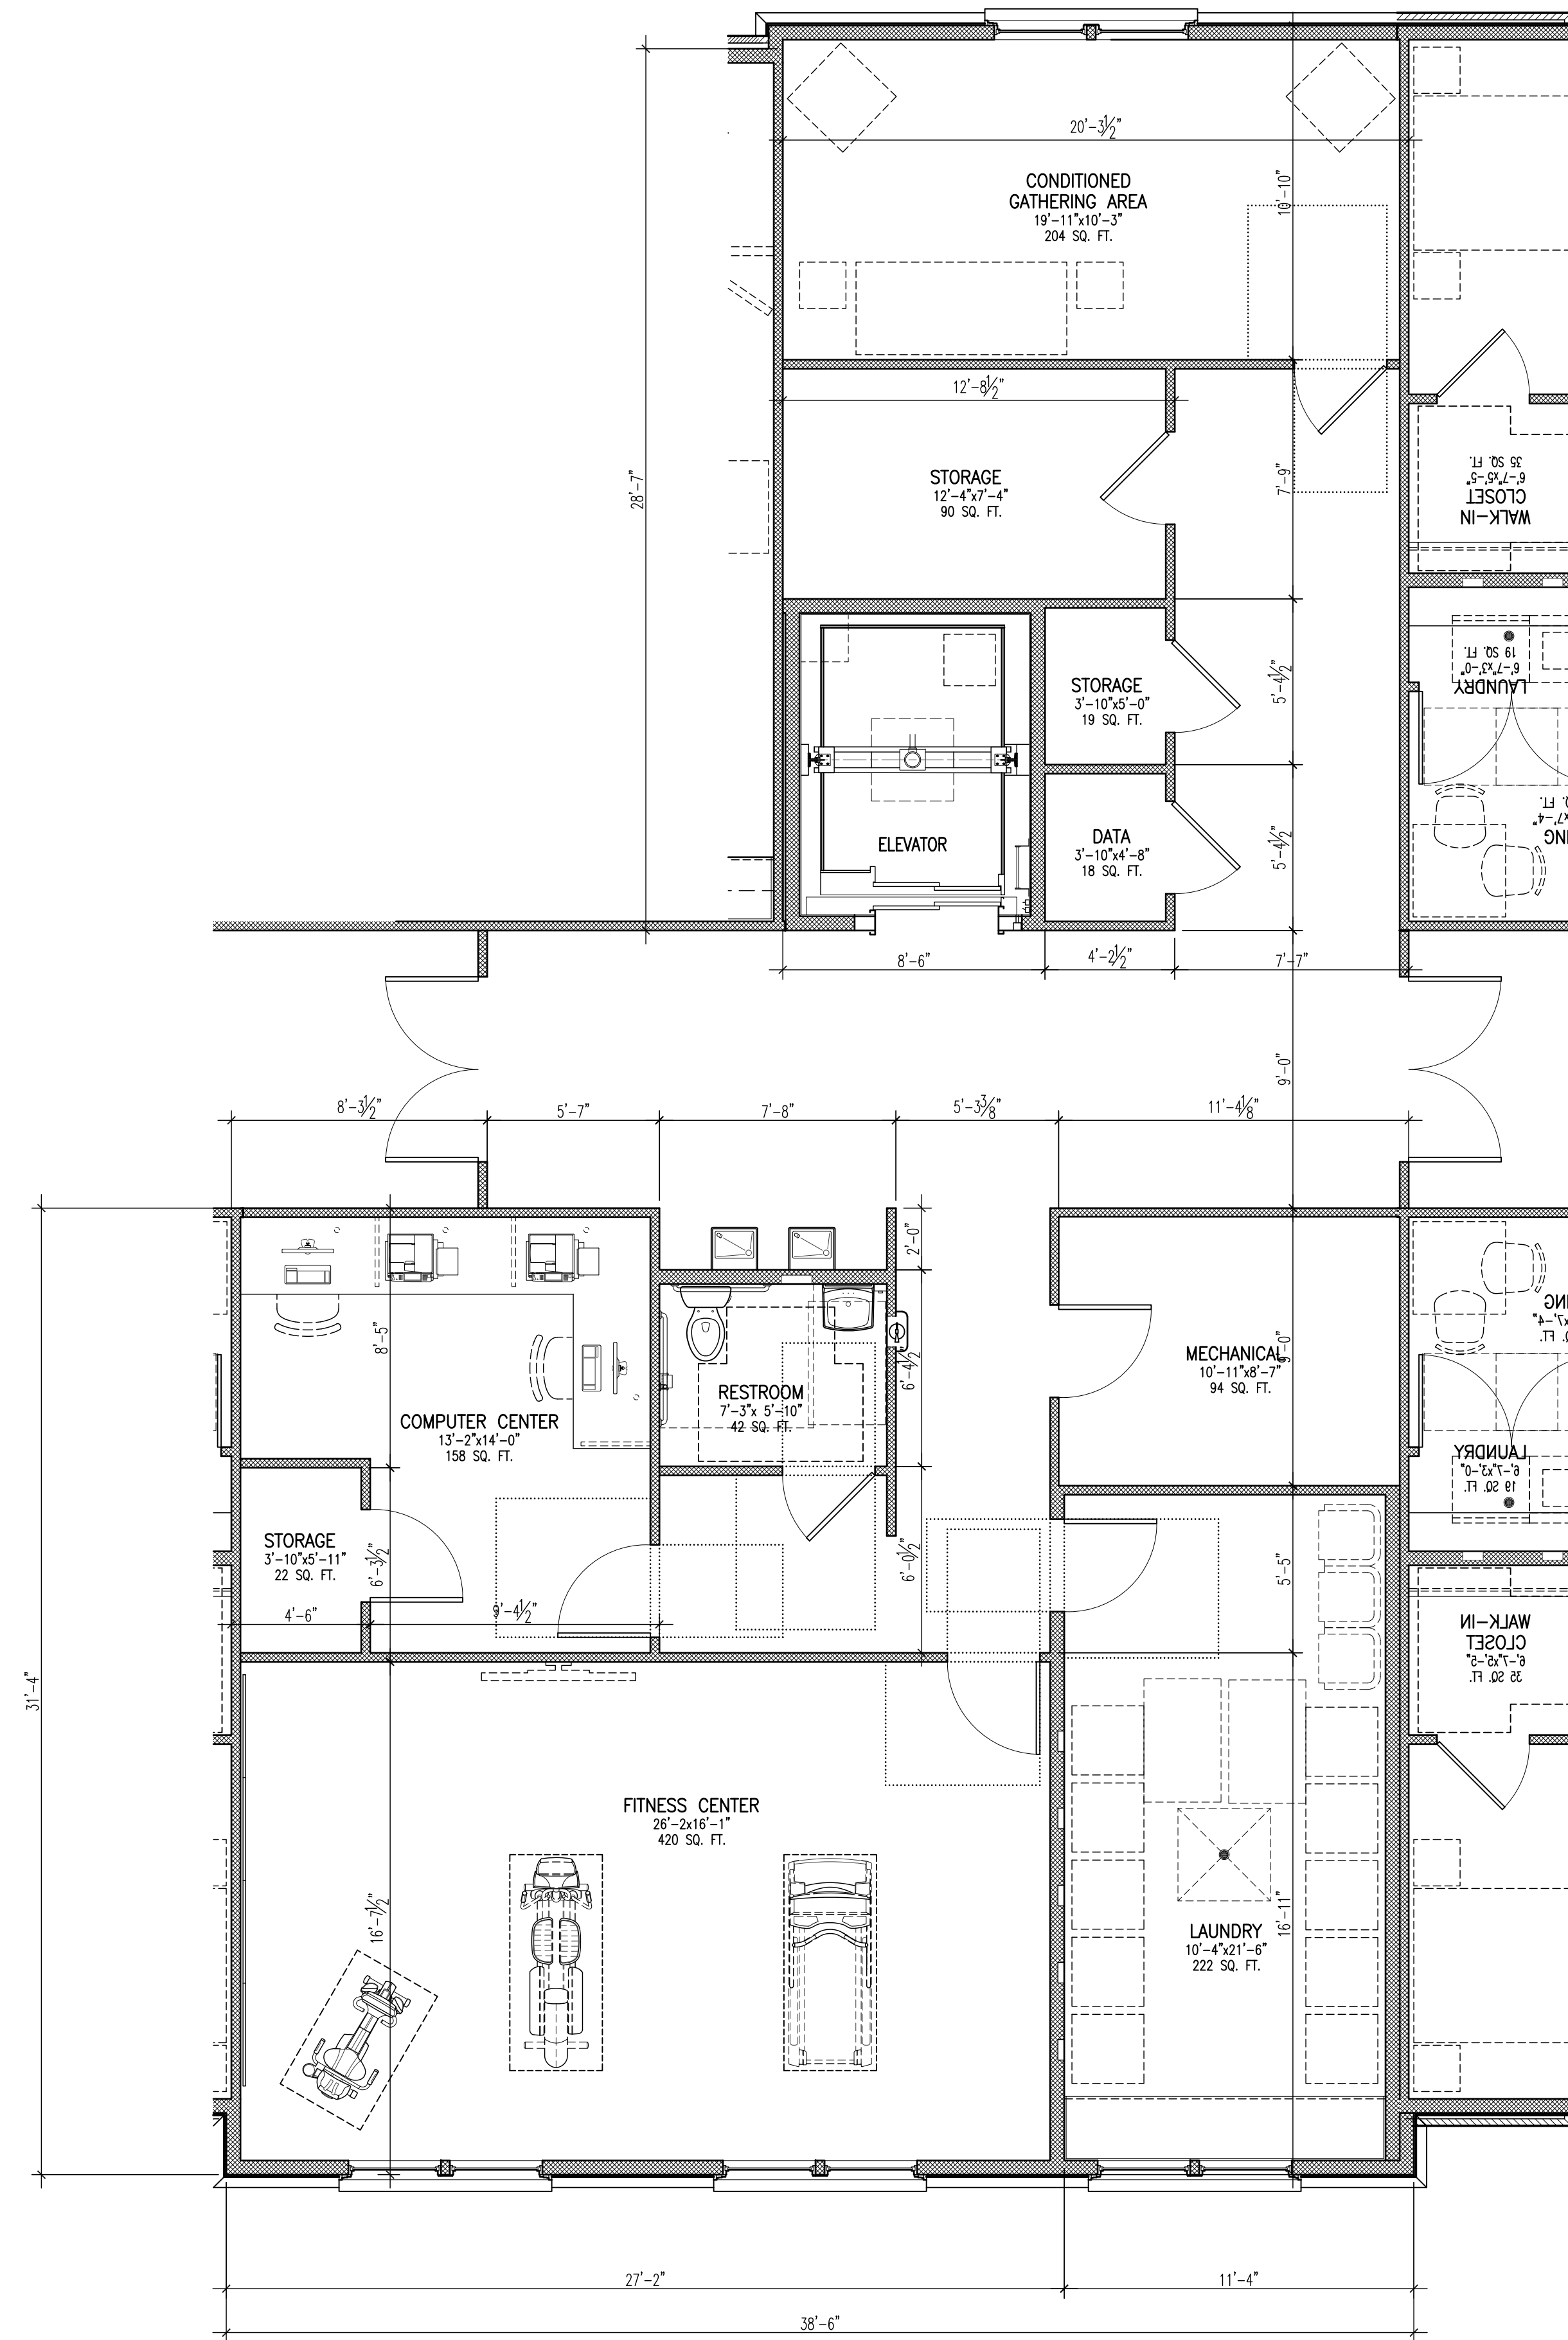 20'-3½"
CONDITIONED
GATHERING AREA
19'-11"x10'-3"
204 SQ. FT.
10'-10"
12'-8½"
STORAGE
12'-4"x7'-4"
90 SQ. FT.
7'-9"
28'-7"
WALK-IN
CLOSET
6'-7"x5'-5"
35 SQ. FT.
STORAGE
3'-10"x5'-0"
19 SQ. FT.
5'-4½"
LAUNDRY
6'-7"x3'-0"
19 SQ. FT.
ELEVATOR
DATA
3'-10"x4'-8"
18 SQ. FT.
5'-4½"
8'-6"
4'-2½"
7'-7"
9'-0"
8'-3½"
5'-7"
7'-8"
5'-3⅜"
11'-4⅛"
2'-0"
8'-5"
6'-4½"
9'-0"
MECHANICAL
10'-11"x8'-7"
94 SQ. FT.
RESTROOM
7'-3"x 5'-10"
42 SQ. FT.
COMPUTER CENTER
13'-2"x14'-0"
158 SQ. FT.
LAUNDRY
6'-7"x3'-0"
19 SQ. FT.
STORAGE
3'-10"x5'-11"
22 SQ. FT.
6'-3½"
6'-0½"
5'-5"
4'-6"
9'-4½"
WALK-IN
CLOSET
6'-7"x5'-5"
35 SQ. FT.
31'-4"
FITNESS CENTER
26'-2x16'-1"
420 SQ. FT.
16'-7½"
16'-11"
LAUNDRY
10'-4"x21'-6"
222 SQ. FT.
27'-2"
11'-4"
38'-6"